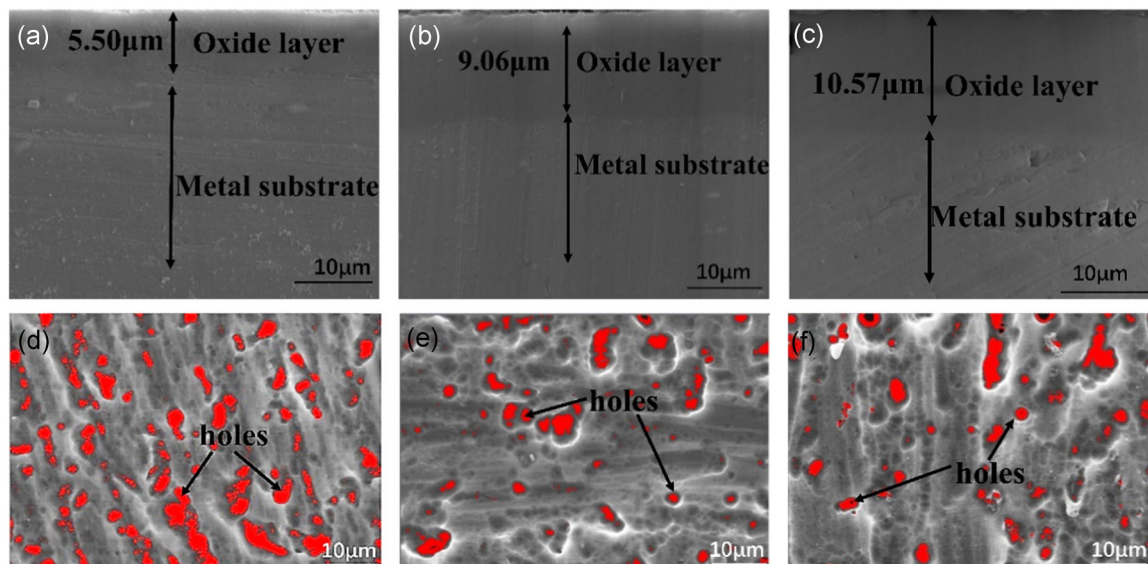 (a)
5.50μm
Oxide layer
Metal substrate
10μm
(b)
9.06μm
Oxide layer
Metal substrate
10μm
(c)
10.57μm
Oxide layer
Metal substrate
10μm
(d)
holes
10μm
(e)
holes
10μm
(f)
holes
10μm